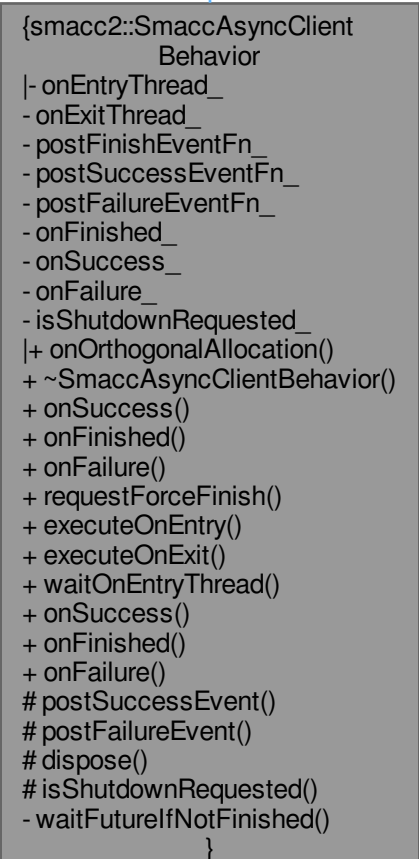 {smacc2::SmaccAsyncClient
Behavior
|- onEntryThread_
- onExitThread_
- postFinishEventFn_
- postSuccessEventFn_
- postFailureEventFn_
- onFinished_
- onSuccess_
- onFailure_
- isShutdownRequested_
|+ onOrthogonalAllocation()
+ ~SmaccAsyncClientBehavior()
+ onSuccess()
+ onFinished()
+ onFailure()
+ requestForceFinish()
+ executeOnEntry()
+ executeOnExit()
+ waitOnEntryThread()
+ onSuccess()
+ onFinished()
+ onFailure()
# postSuccessEvent()
# postFailureEvent()
# dispose()
# isShutdownRequested()
- waitFutureIfNotFinished()
}